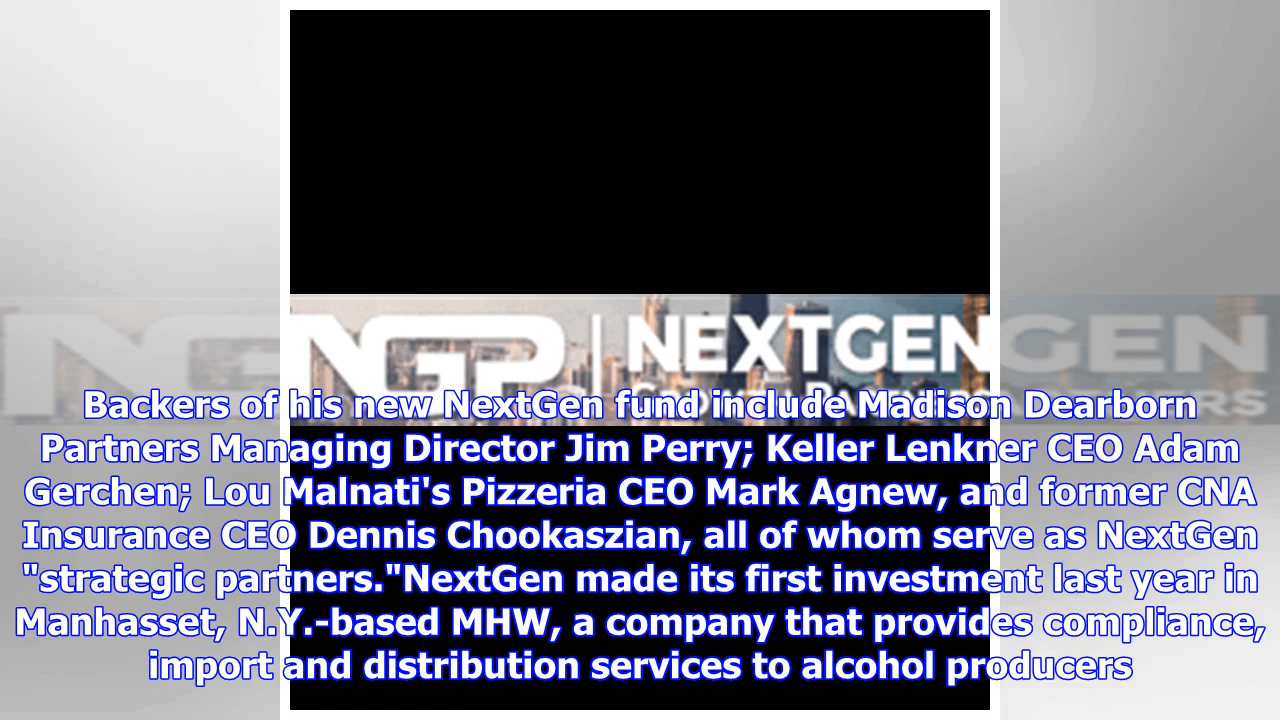 NGP | NEXTGEN
GEN
Backers of his new NextGen fund include Madison Dearborn
Partners Managing Director Jim Perry; Keller Lenkner CEO Adam
Gerchen; Lou Malnati's Pizzeria CEO Mark Agnew, and former CNA
Insurance CEO Dennis Chookaszian, all of whom serve as NextGen
"strategic partners."NextGen made its first investment last year in
Manhasset, N.Y.-based MHW, a company that provides compliance,
import and distribution services to alcohol producers